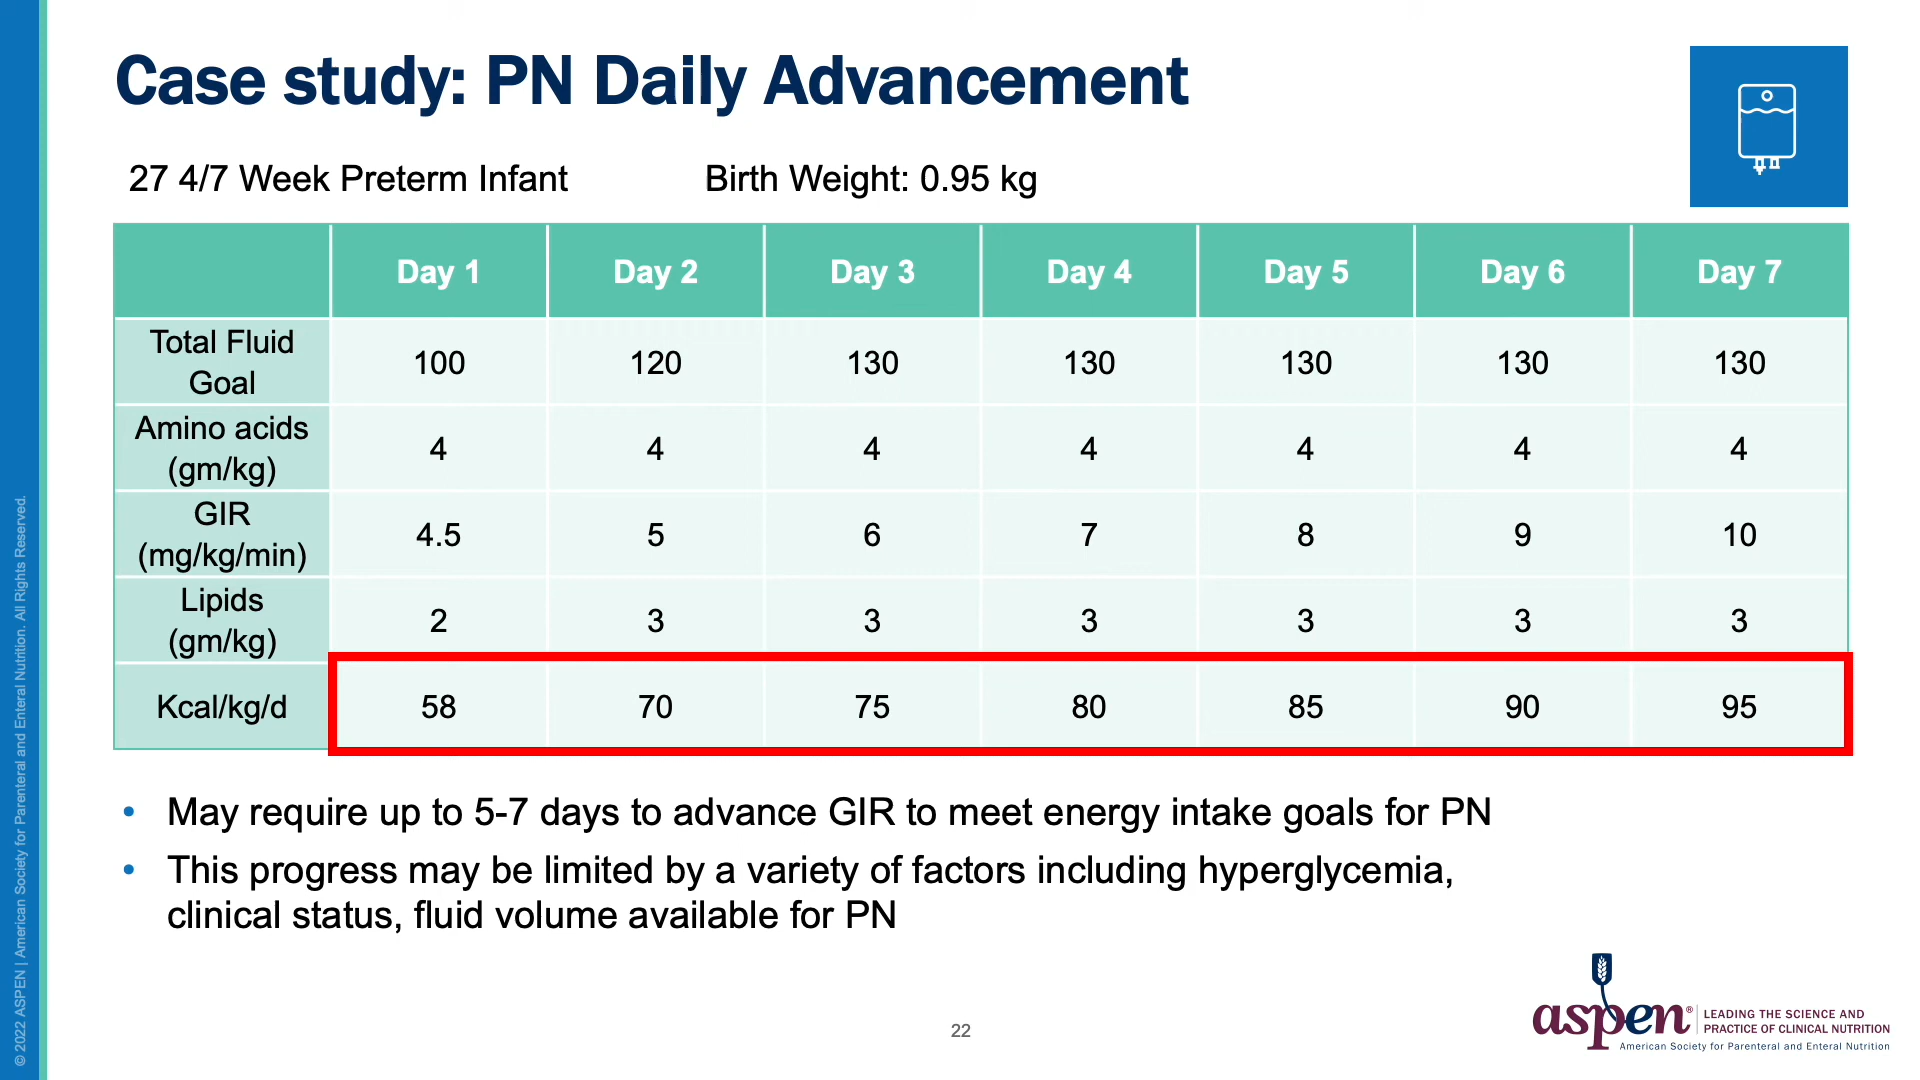 Case study: PN Daily Advancement
27 4/7 Week Preterm Infant Birth Weight: 0.95 kg
Day 1 Day 2 Day 3 Day 4 Day 5 Day 6 Day 7
Total Fluid Goal 100 120 130 130 130 130 130
Amino acids (gm/kg) 4 4 4 4 4 4 4
GIR (mg/kg/min) 4.5 5 6 7 8 9 10
Lipids (gm/kg) 2 3 3 3 3 3 3
Kcal/kg/d 58 70 75 80 85 90 95
• May require up to 5-7 days to advance GIR to meet energy intake goals for PN
• This progress may be limited by a variety of factors including hyperglycemia,
clinical status, fluid volume available for PN
22
aspen® LEADING THE SCIENCE AND
PRACTICE OF CLINICAL NUTRITION
American Society for Parenteral and Enteral Nutrition
© 2022 ASPEN | American Society for Parenteral and Enteral Nutrition. All Rights Reserved.